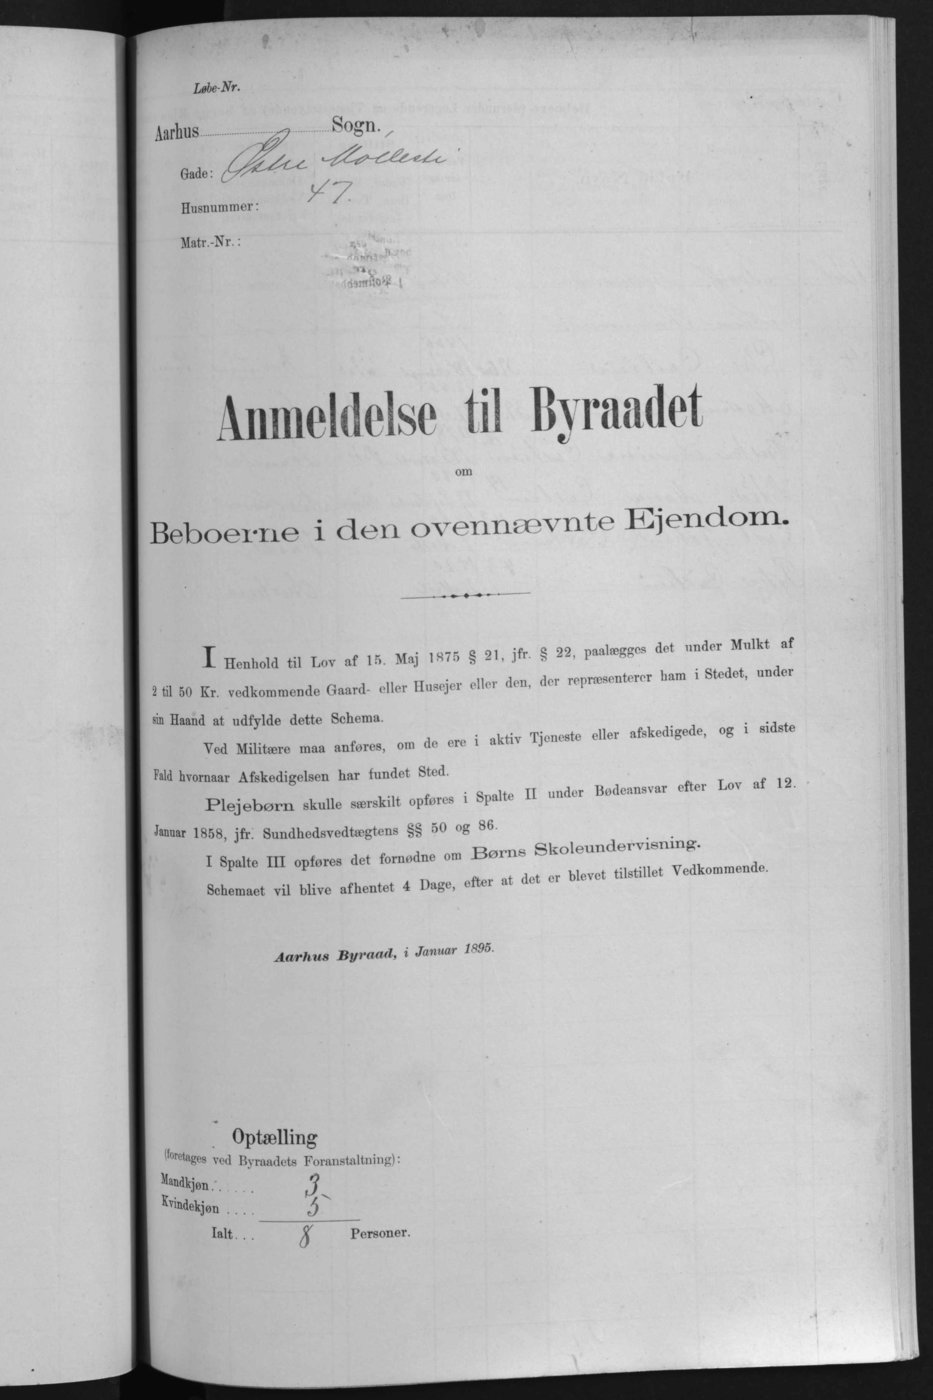 Løbe-Nr.
Aarhus Sogn.
Gade: Østre Mollesti
Husnummer: 47.
Matr.-Nr.:
Anmeldelse til Byraadet
om
Beboerne i den ovennævnte Ejendom.
I Henhold til Lov af 15. Maj 1875 § 21, jfr. § 22, paalægges det under Mulkt af
2 til 50 Kr. vedkommende Gaard- eller Husejer eller den, der repræsenterer ham i Stedet, under
sin Haand at udfylde dette Schema.
Ved Militære maa anføres, om de ere i aktiv Tjeneste eller afskedigede, og i sidste
Fald hvornaar Afskedigelsen har fundet Sted.
Plejebørn skulle særskilt opføres i Spalte II under Bødeansvar efter Lov af 12.
Januar 1858, jfr. Sundhedsvedtægtens §§ 50 og 86.
I Spalte III opføres det fornødne om Børns Skoleundervisning.
Schemaet vil blive afhentet 4 Dage, efter at det er blevet tilstillet Vedkommende.
Aarhus Byraad, i Januar 1895.
Optælling
(foretages ved Byraadets Foranstaltning):
Mandkjøn...... 3
Kvindekjøn .... 5
Ialt... 8 Personer.